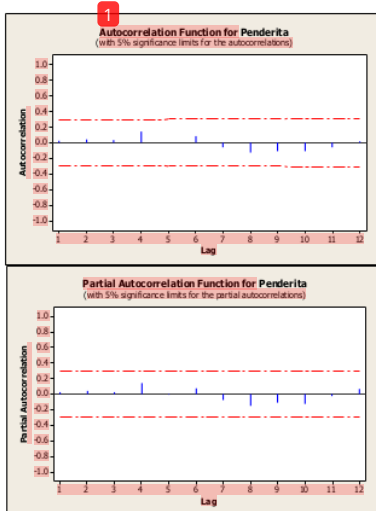 1
Autocorrelation Function for Penderita
(with 5% significance limits for the autocorrelations)
1.0
0.8
0.6
0.4
0.2
0.0
-0.2
-0.4
-0.6
-0.8
-1.0
Autocorrelation
1 2 3 4 5 6 7 8 9 10 11 12
Lag
Partial Autocorrelation Function for Penderita
(with 5% significance limits for the partial autocorrelations)
1.0
0.8
0.6
0.4
0.2
0.0
-0.2
-0.4
-0.6
-0.8
-1.0
Partial Autocorrelation
1 2 3 4 5 6 7 8 9 10 11 12
Lag